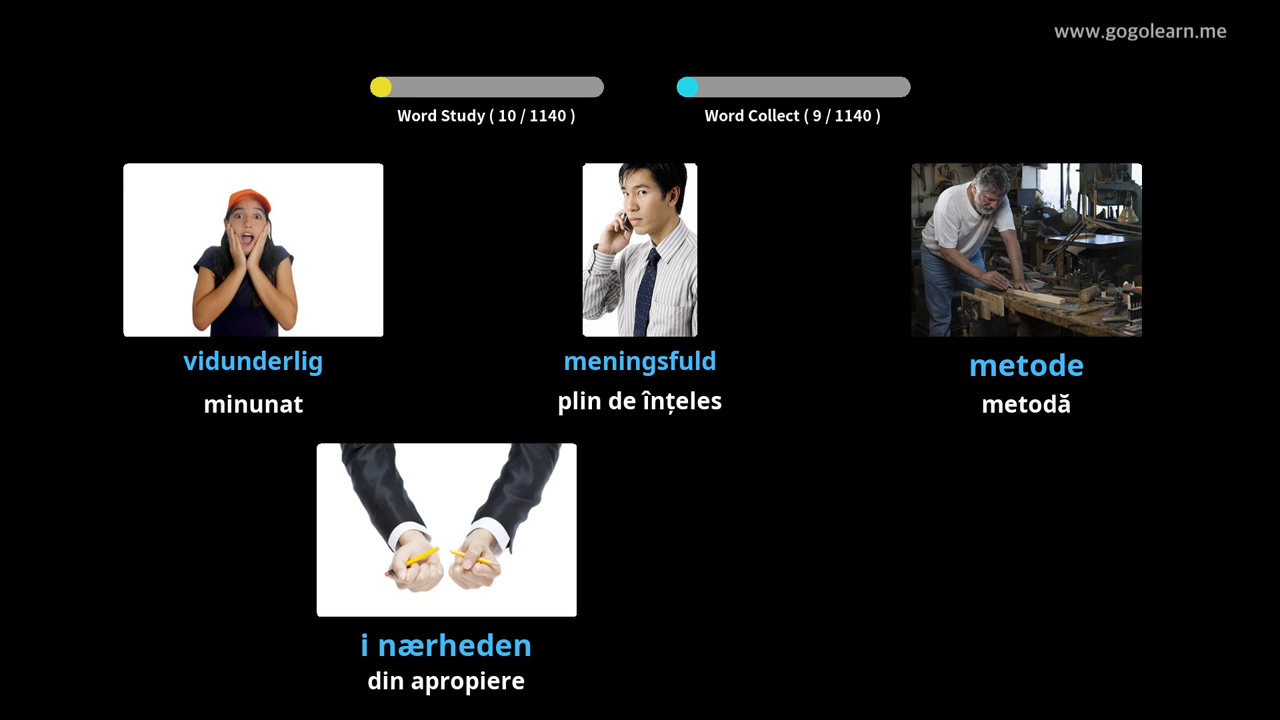 www.gogolearn.me
Word Study ( 10 / 1140 )
Word Collect ( 9 / 1140 )
vidunderlig
minunat
meningsfuld
plin de înțeles
metode
metodă
i nærheden
din apropiere